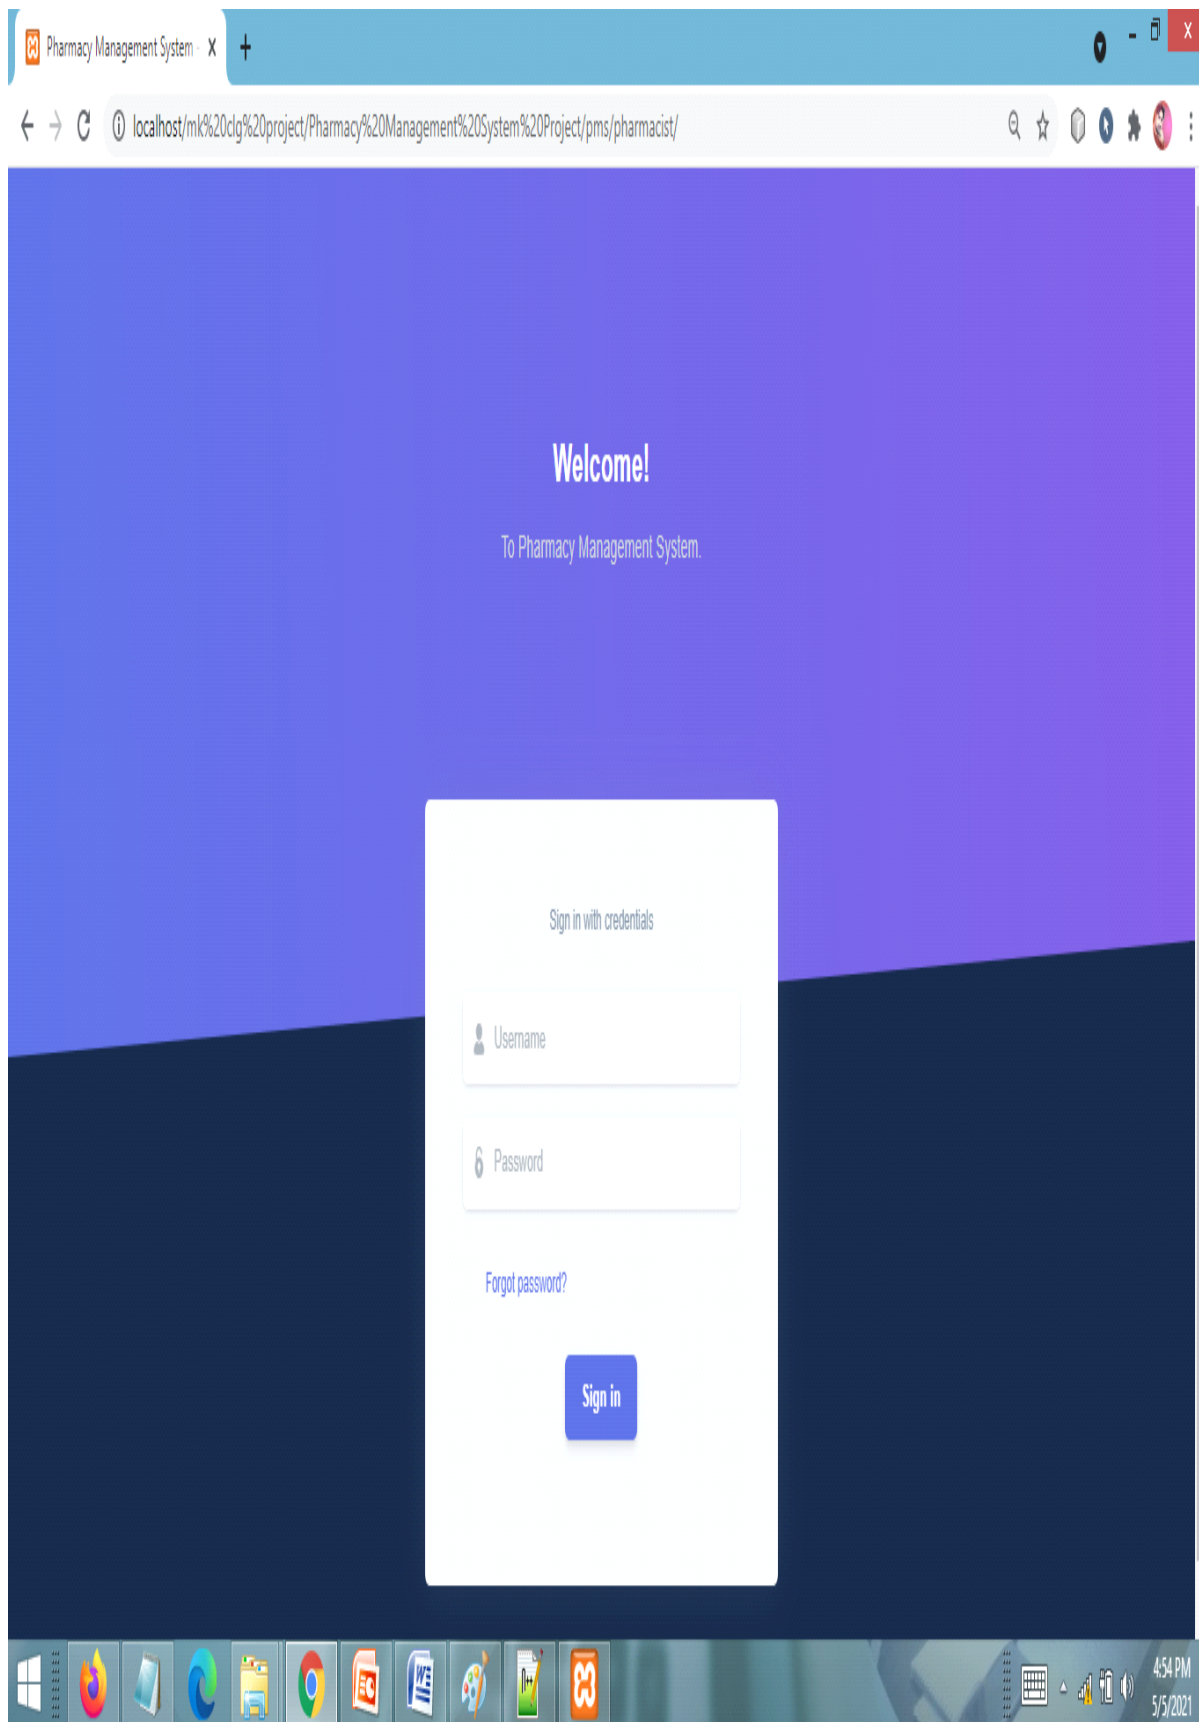 Pharmacy Management System -
localhost/mk%20clg%20project/Pharmacy%20Management%20System%20Project/pms/pharmacist/
Welcome!
To Pharmacy Management System.
Sign in with credentials
Username
Password
Forgot password?
Sign in
4:54 PM
5/5/2021